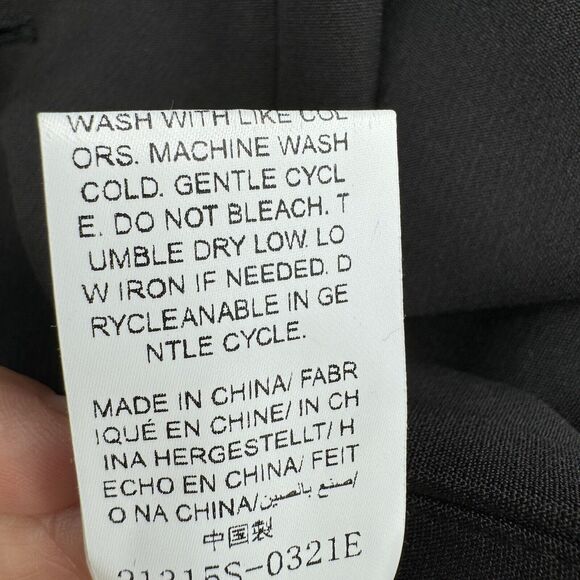 WASH WITH LIKE COL
ORS. MACHINE WASH
COLD. GENTLE CYCL
E. DO NOT BLEACH. T
UMBLE DRY LOW. LO
W IRON IF NEEDED. D
RYCLEANABLE IN GE
NTLE CYCLE.
MADE IN CHINA/ FABR
IQUÉ EN CHINE/ IN CH
INA HERGESTELLT/ H
ECHO EN CHINA/ FEIT
O NA CHINA/صنع بالصين/
中国製
21215S-0321E